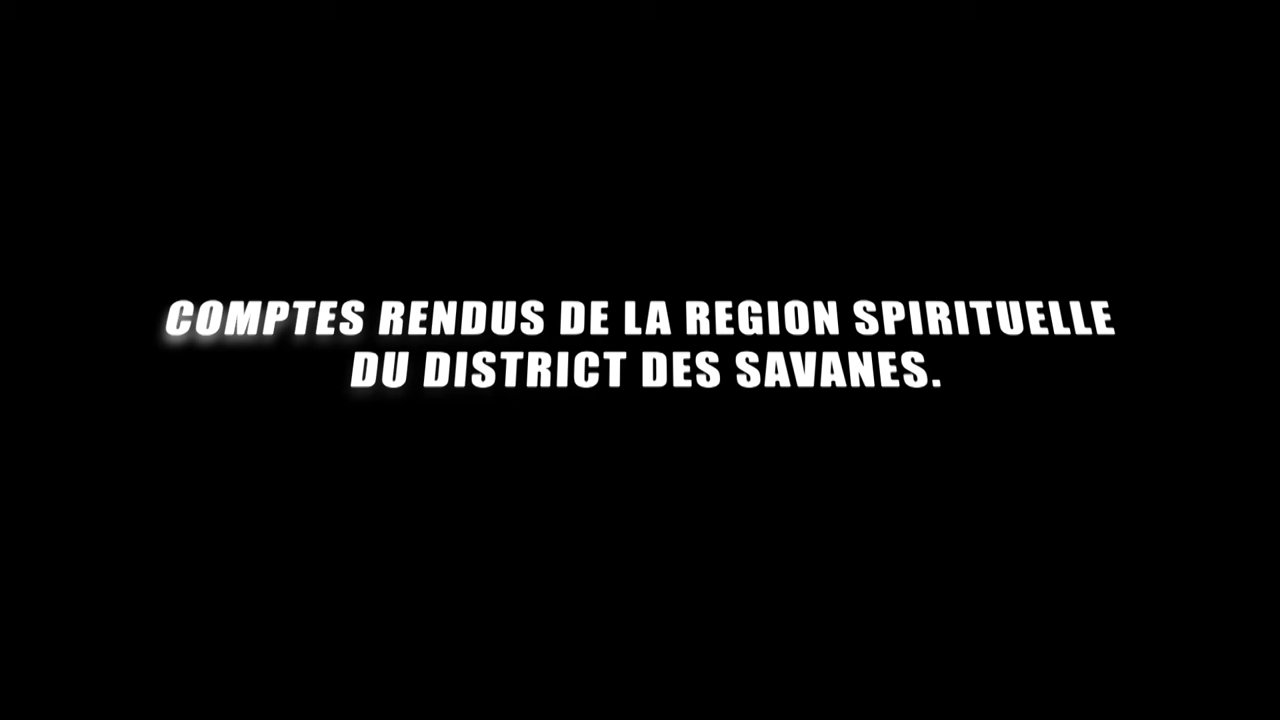 COMPTES RENDUS DE LA REGION SPIRITUELLE
DU DISTRICT DES SAVANES.